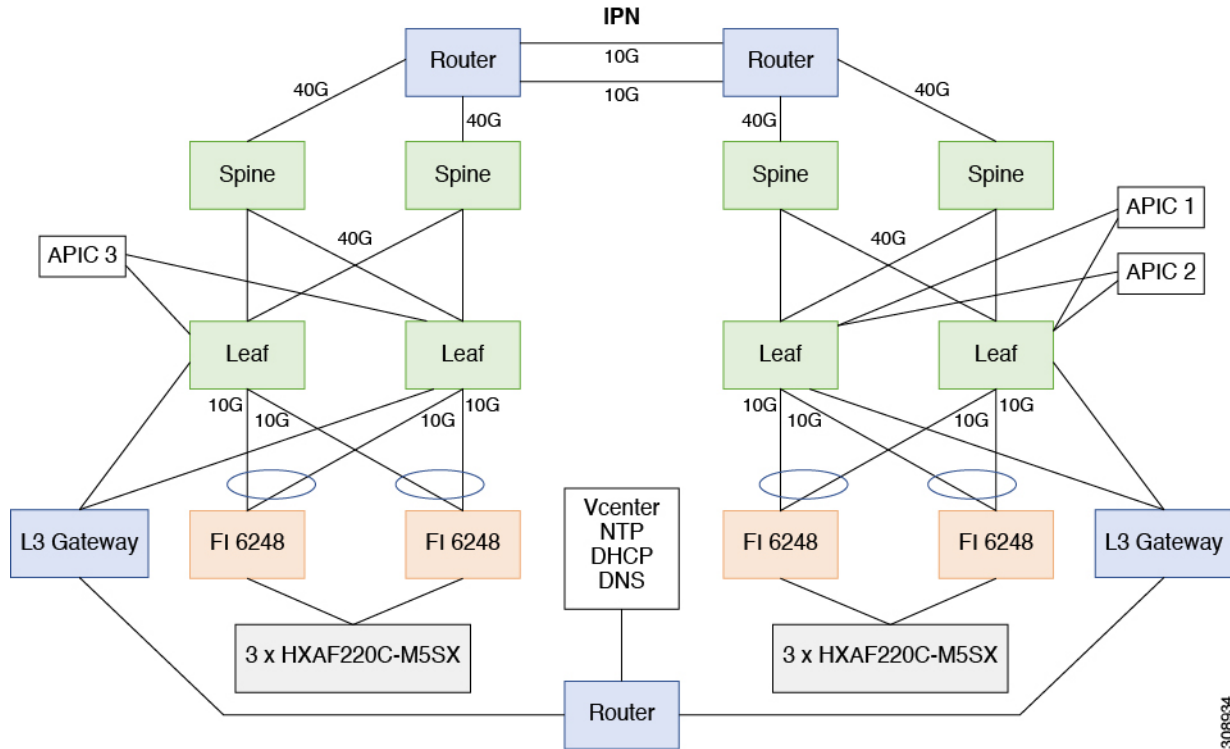 IPN
Router
10G
10G
Router
40G
40G
40G
40G
Spine
Spine
Spine
Spine
APIC 1
APIC 3
40G
40G
APIC 2
Leaf
Leaf
Leaf
Leaf
10G
10G
10G
10G
10G
10G
10G
10G
L3 Gateway
FI 6248
FI 6248
Vcenter
NTP
DHCP
DNS
FI 6248
FI 6248
L3 Gateway
3 x HXAF220C-M5SX
3 x HXAF220C-M5SX
Router
308934